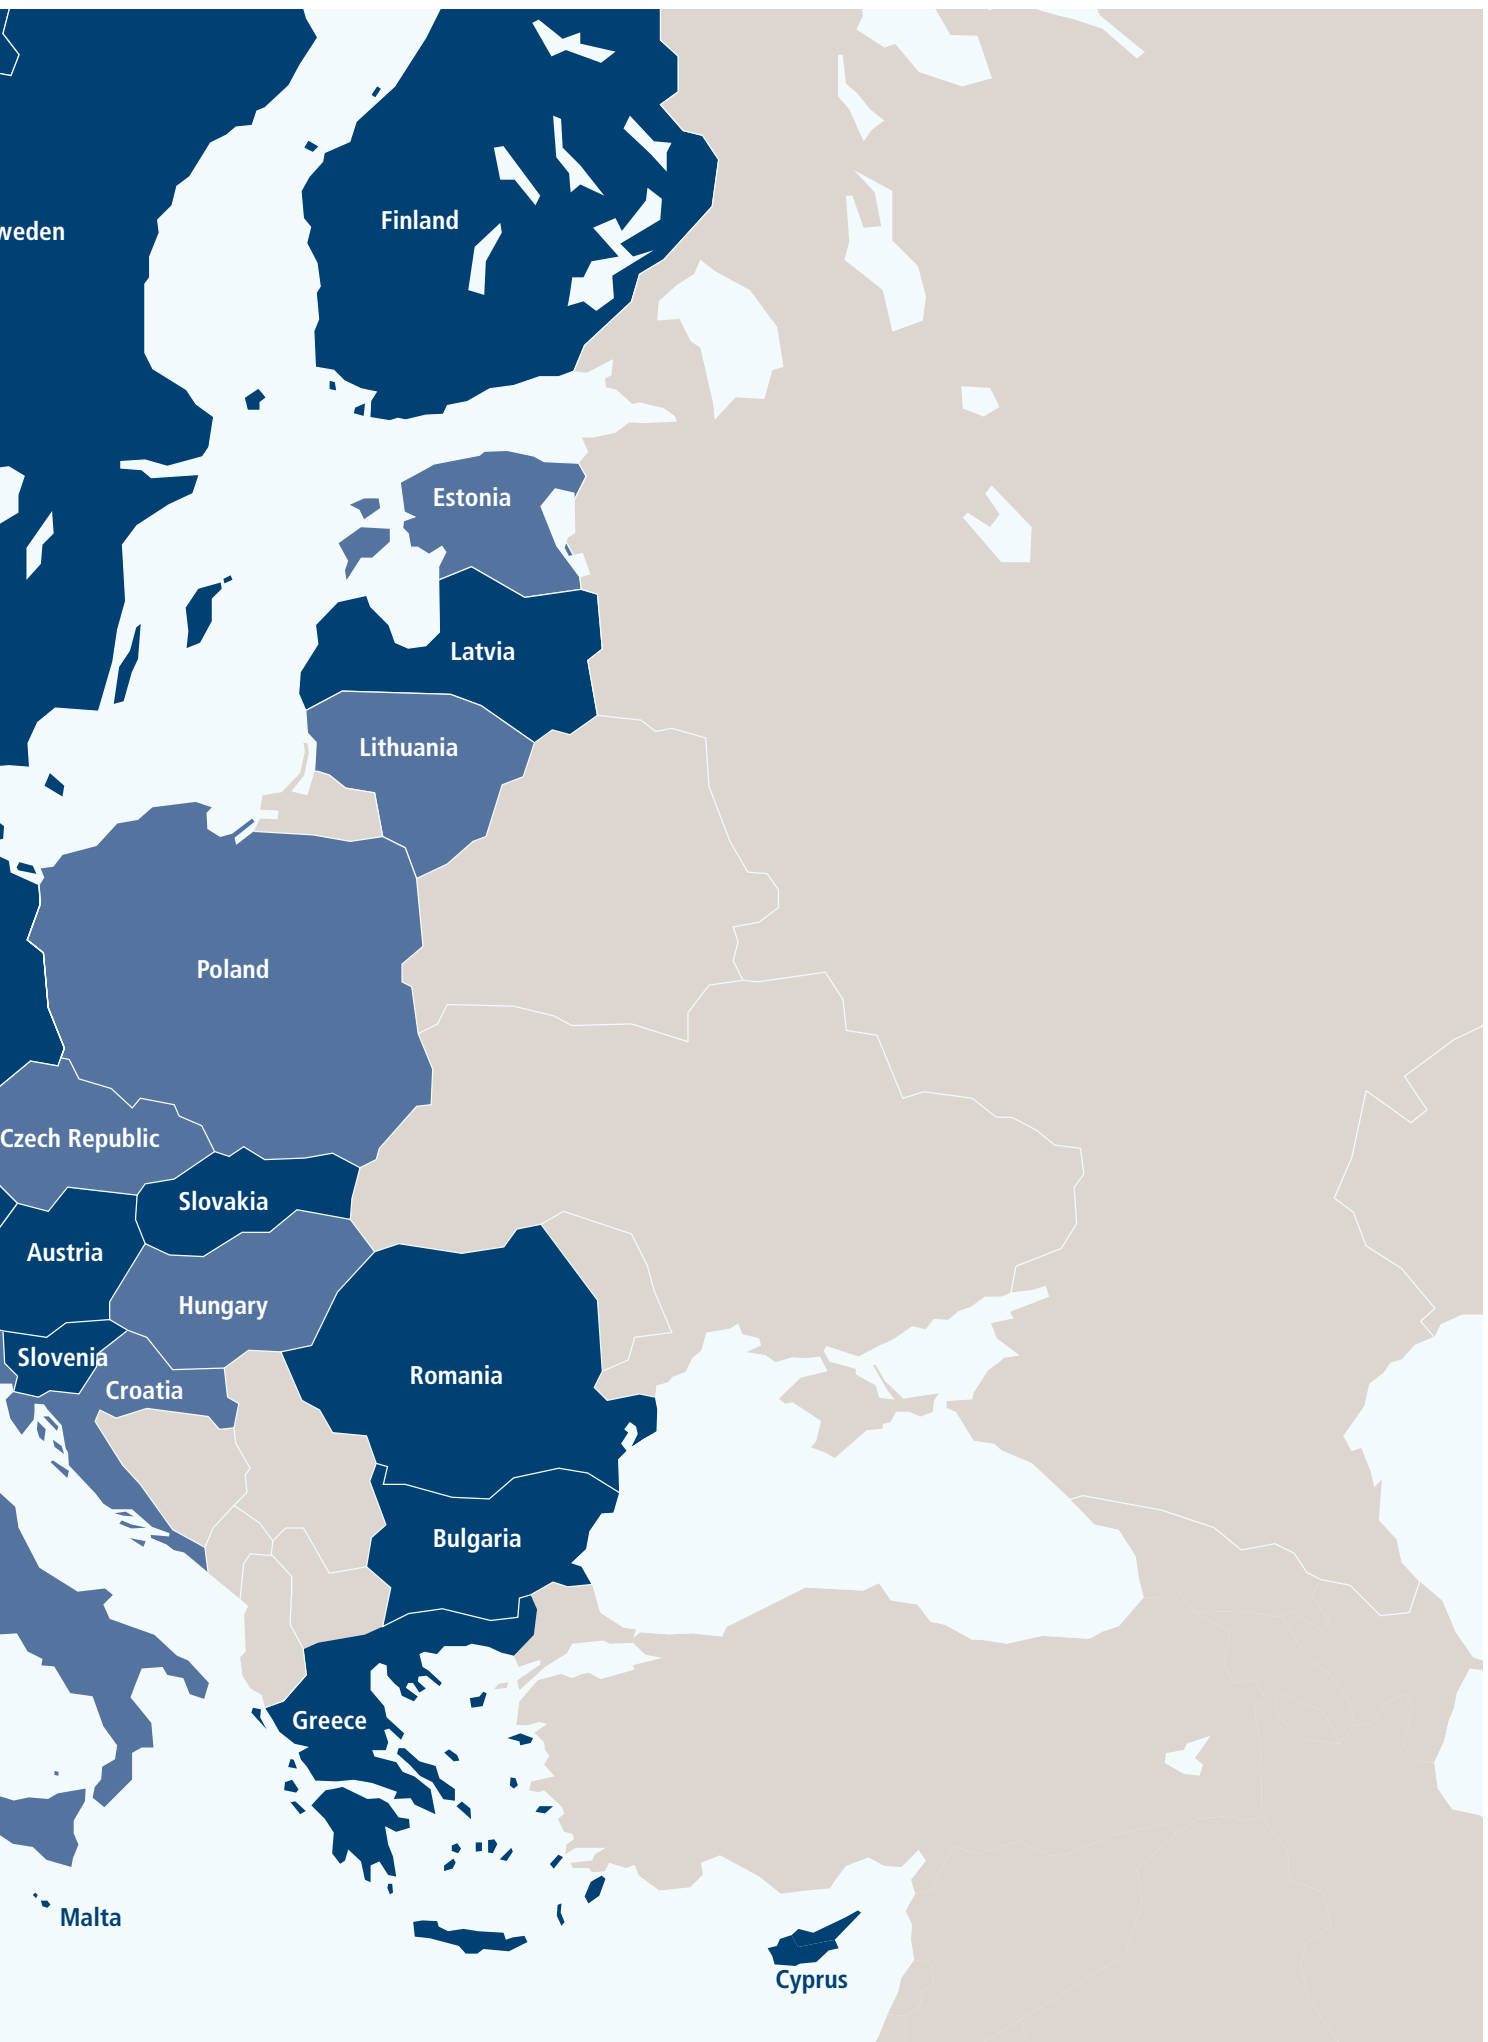 Finland
weden
Estonia
Latvia
Lithuania
Poland
Czech Republic
Slovakia
Austria
Hungary
Slovenia
Romania
Croatia
Bulgaria
Greece
Malta
Cyprus